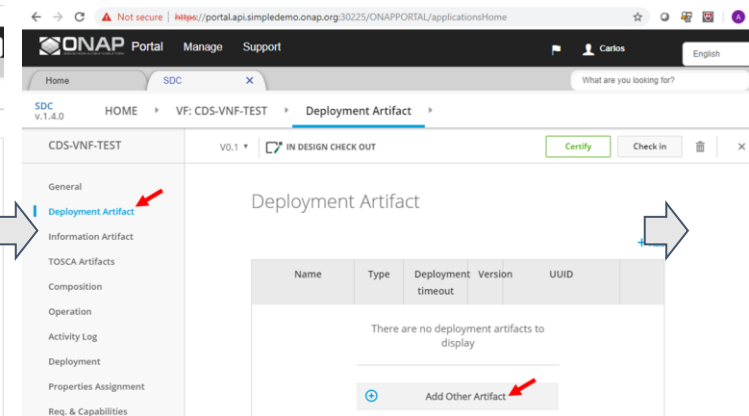 Not secure | https://portal.api.simpledemo.onap.org:30225/ONAPPORTAL/applicationsHome
ONAP Portal Manage Support Carlos English
Home SDC X What are you looking for?
SDC
v.1.4.0
HOME VF: CDS-VNF-TEST Deployment Artifact
CDS-VNF-TEST V0.1 IN DESIGN CHECK OUT Certify Check in X
General
Deployment Artifact
Information Artifact
TOSCA Artifacts
Composition
Operation
Activity Log
Deployment
Properties Assignment
Req. & Capabilities
Deployment Artifact
Name Type Deployment timeout Version UUID
There are no deployment artifacts to
display
Add Other Artifact